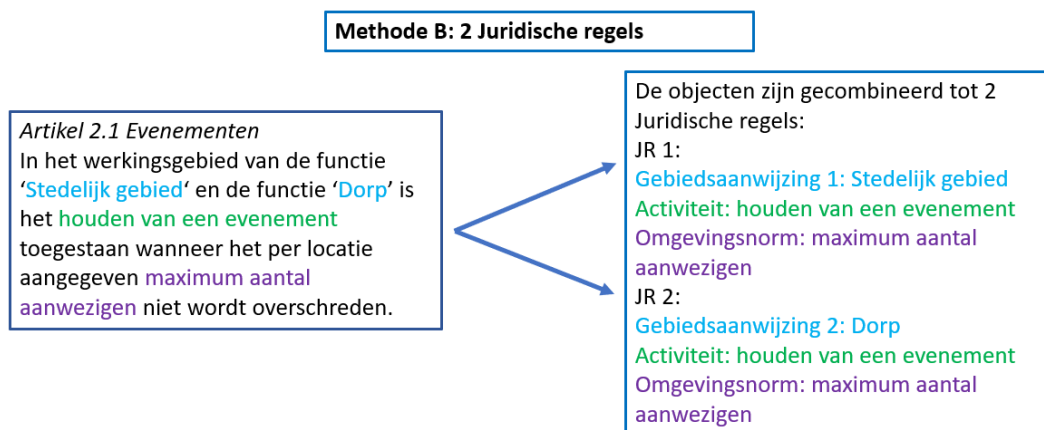 Methode B: 2 Juridische regels
Artikel 2.1 Evenementen
In het werkingsgebied van de functie
‘Stedelijk gebied‘ en de functie ‘Dorp’ is
het houden van een evenement
toegestaan wanneer het per locatie
aangegeven maximum aantal
aanwezigen niet wordt overschreden.
De objecten zijn gecombineerd tot 2
Juridische regels:
JR 1:
Gebiedsaanwijzing 1: Stedelijk gebied
Activiteit: houden van een evenement
Omgevingsnorm: maximum aantal
aanwezigen
JR 2:
Gebiedsaanwijzing 2: Dorp
Activiteit: houden van een evenement
Omgevingsnorm: maximum aantal
aanwezigen